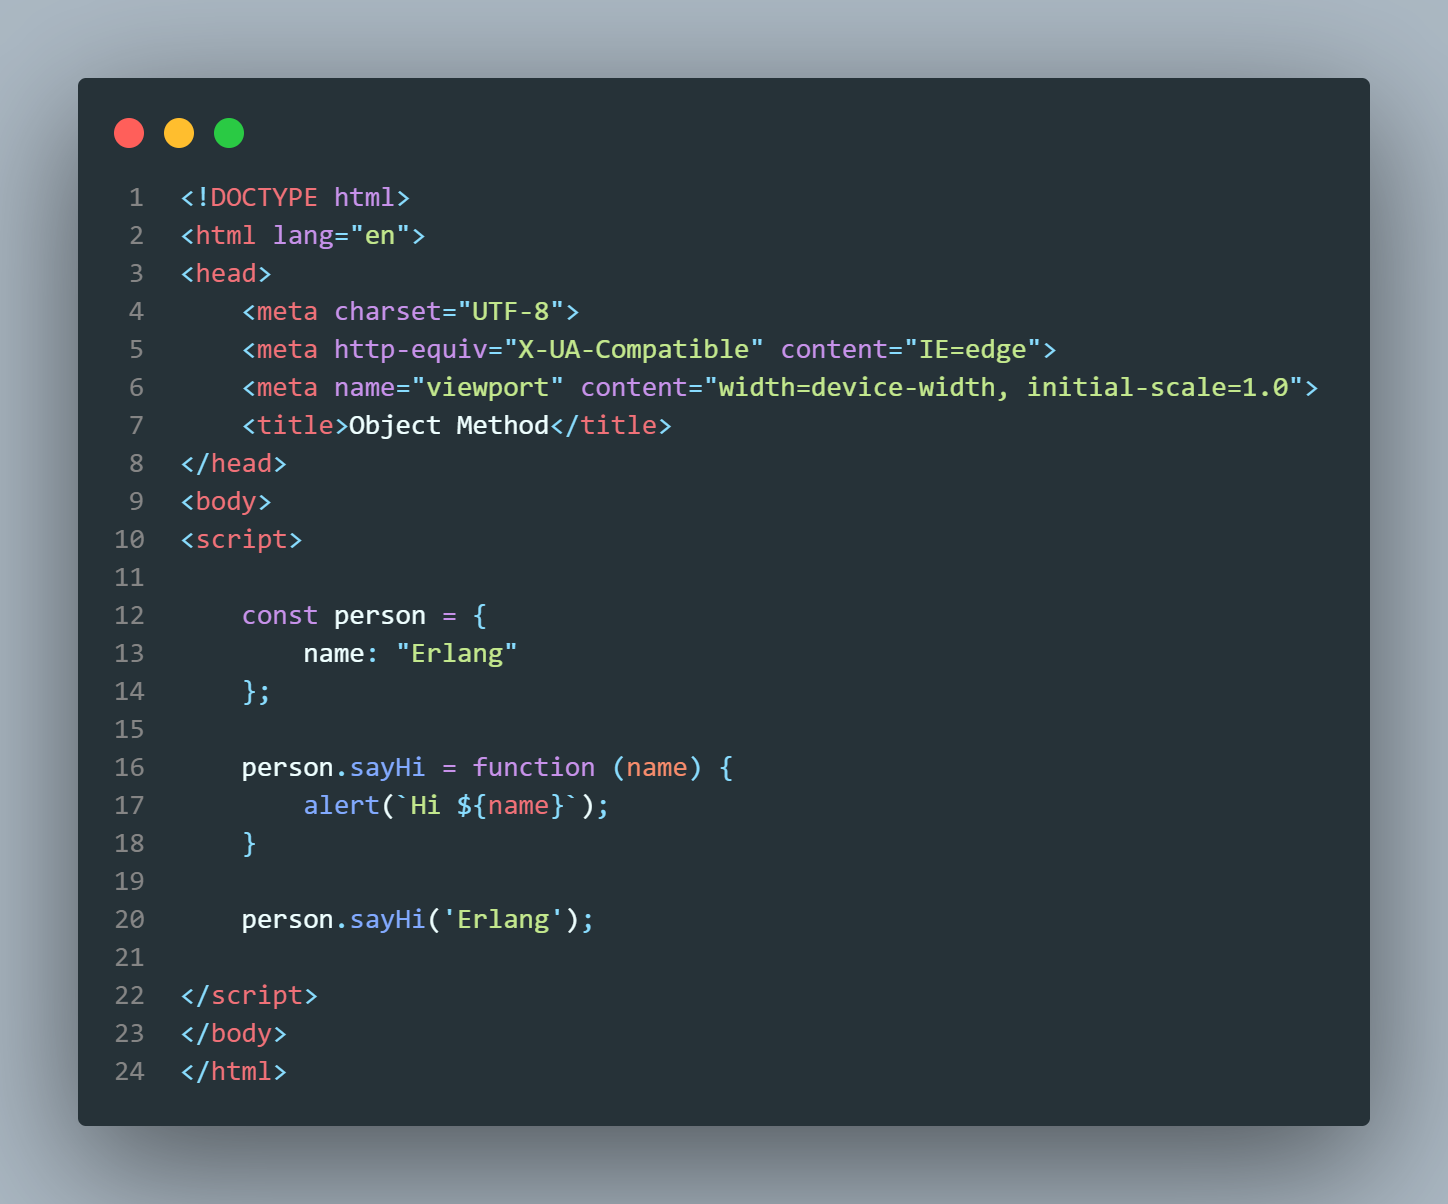 1 <!DOCTYPE html>
2 <html lang="en">
3 <head>
4     <meta charset="UTF-8">
5     <meta http-equiv="X-UA-Compatible" content="IE=edge">
6     <meta name="viewport" content="width=device-width, initial-scale=1.0">
7     <title>Object Method</title>
8 </head>
9 <body>
10 <script>
11
12     const person = {
13         name: "Erlang"
14     };
15
16     person.sayHi = function (name) {
17         alert(`Hi ${name}`);
18     }
19
20     person.sayHi('Erlang');
21
22 </script>
23 </body>
24 </html>